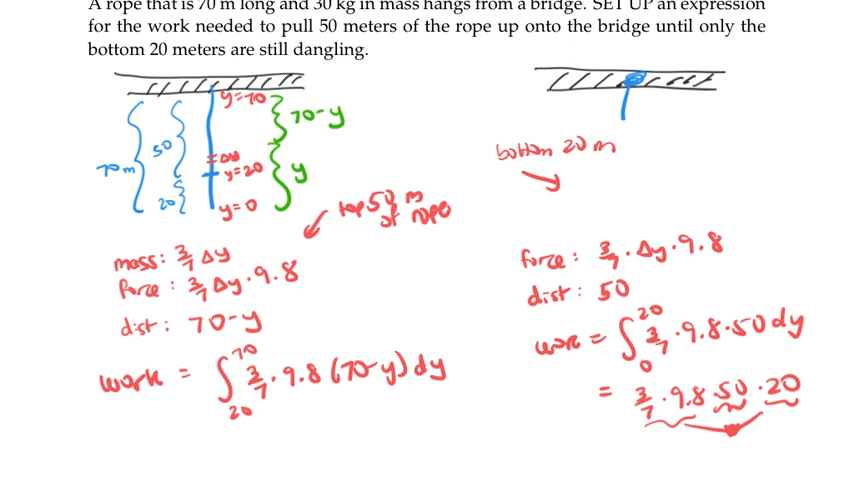 A rope that is 70 m long and 30 kg in mass hangs from a bridge. SET UP an expression
for the work needed to pull 50 meters of the rope up onto the bridge until only the
bottom 20 meters are still dangling.
y=70
70-y
50
70 m
Δy
y=20
y
20
y=0
top 50 m
of rope
mass: 3/7 Δy
force: 3/7 Δy · 9.8
dist: 70-y
work = ∫₂₀⁷⁰ 3/7 · 9.8 (70-y) dy
bottom 20 m
force: 3/7 · Δy · 9.8
dist: 50
work = ∫₀²⁰ 3/7 · 9.8 · 50 dy
= 3/7 · 9.8 50 · 20